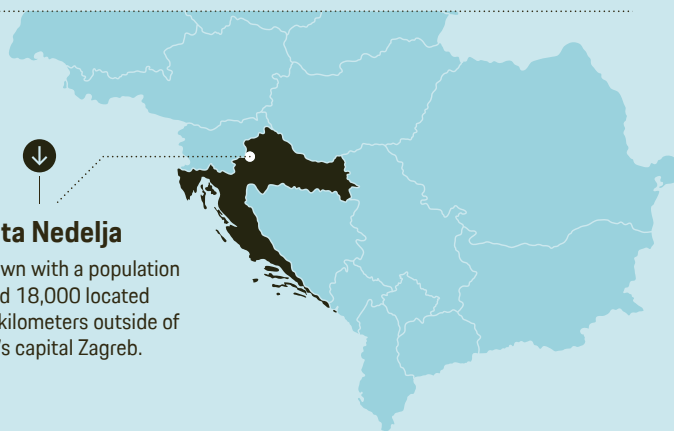 ta Nedelja
wn with a population
d 18,000 located
kilometers outside of
's capital Zagreb.